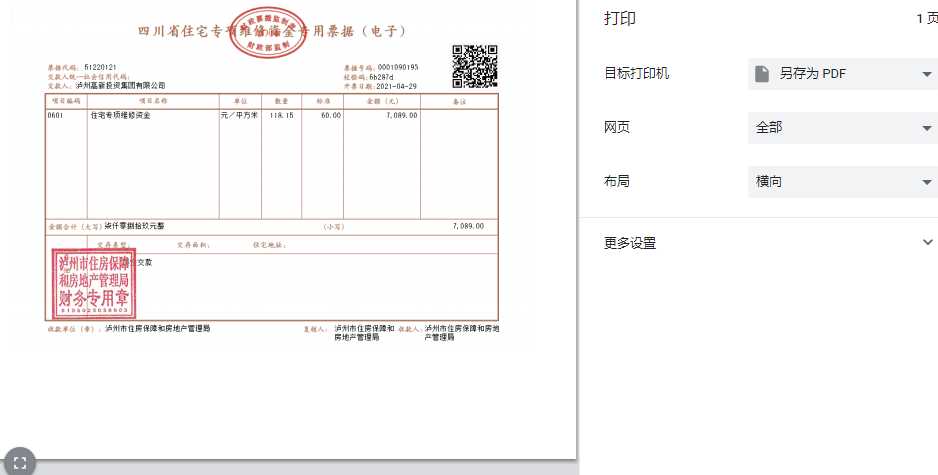 四川省住宅专项维修资金专用票据（电子）
财政部监制
票据代码：51220121
交款人统一社会信用代码：
交款人：泸州高新投资集团有限公司
票据号码：0001090193
校验码：6b287d
开票日期：2021-04-29
项目编码 项目名称 单位 数量 标准 金额（元） 备注
0601 住宅专项维修资金 元／平方米 118.15 60.00 7,089.00
金额合计（大写）柒仟零捌拾玖元整 （小写） 7,089.00
交存类型： 交存面积： 住宅地址：
交款
泸州市住房保障
和房地产管理局
财务专用章
收款单位（章）：泸州市住房保障和房地产管理局
复核人：泸州市住房保障和
房地产管理局
收款人：泸州市住房保障和房地
产管理局
打印
1 页
目标打印机 另存为 PDF
网页 全部
布局 横向
更多设置